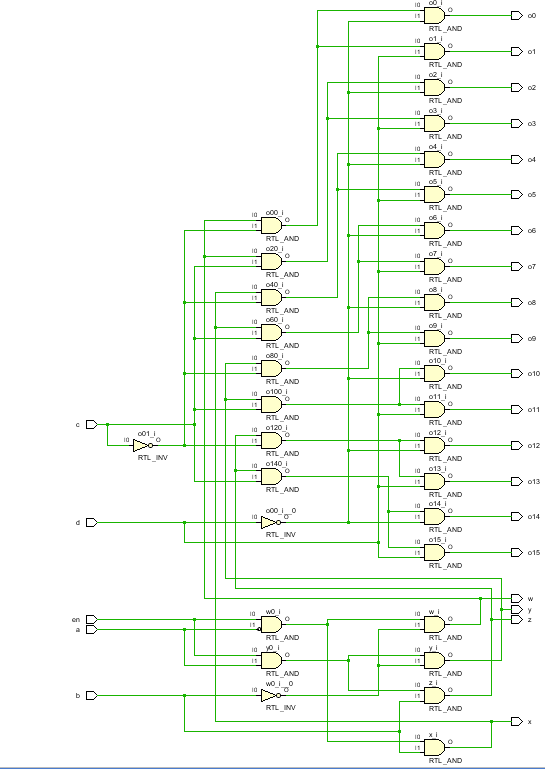 o0_i
I0 O o0
I1
RTL_AND
o1_i
I0 O o1
I1
RTL_AND
o2_i
I0 O o2
I1
RTL_AND
o3_i
I0 O o3
I1
RTL_AND
o4_i
I0 O o4
I1
RTL_AND
o5_i
I0 O o5
I1
RTL_AND
o00_i
I0 O
I1
RTL_AND
o6_i
I0 O o6
I1
RTL_AND
o20_i
I0 O
I1
RTL_AND
o7_i
I0 O o7
I1
RTL_AND
o40_i
I0 O
I1
RTL_AND
o8_i
I0 O o8
I1
RTL_AND
o60_i
I0 O
I1
RTL_AND
o9_i
I0 O o9
I1
RTL_AND
o80_i
I0 O
I1
RTL_AND
o10_i
I0 O o10
I1
RTL_AND
o100_i
I0 O
I1
RTL_AND
o11_i
I0 O o11
I1
RTL_AND
c
o01_i
I0 O
RTL_INV
o120_i
I0 O
I1
RTL_AND
o12_i
I0 O o12
I1
RTL_AND
o140_i
I0 O
I1
RTL_AND
o13_i
I0 O o13
I1
RTL_AND
d
o00_i__0
I0 O
RTL_INV
o14_i
I0 O o14
I1
RTL_AND
o15_i
I0 O o15
I1
RTL_AND
w
y
z
en
a
w0_i
I0 O
I1
RTL_AND
w_i
I0 O
I1
RTL_AND
y0_i
I0 O
I1
RTL_AND
y_i
I0 O
I1
RTL_AND
b
w0_i__0
I0 O
RTL_INV
z_i
I0 O
I1
RTL_AND
x
x_i
I0 O
I1
RTL_AND